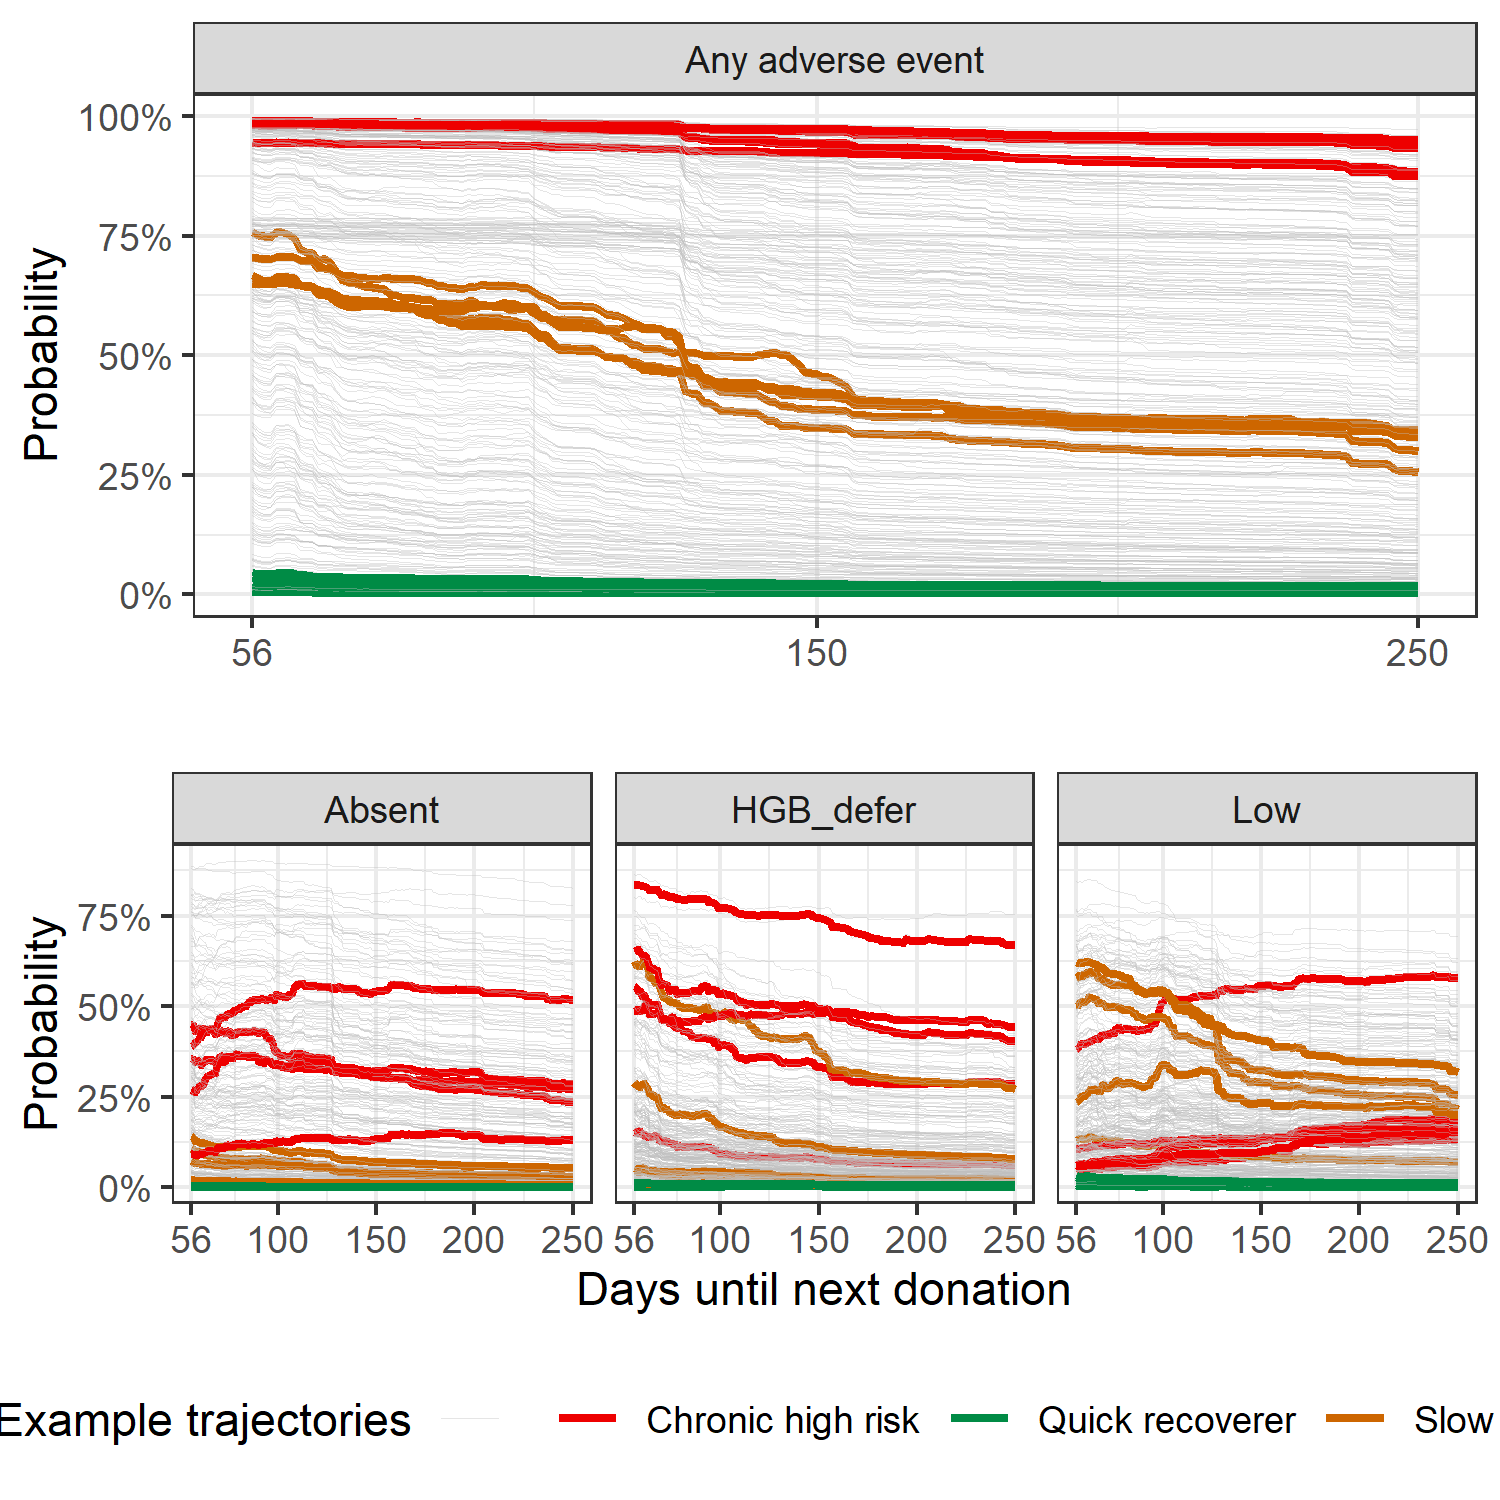 Any adverse event
Probability
100%
75%
50%
25%
0%
56 150 250
Absent HGB_defer Low
Probability
75%
50%
25%
0%
56 100 150 200 250 56 100 150 200 250 56 100 150 200 250
Days until next donation
Example trajectories Chronic high risk Quick recoverer Slow